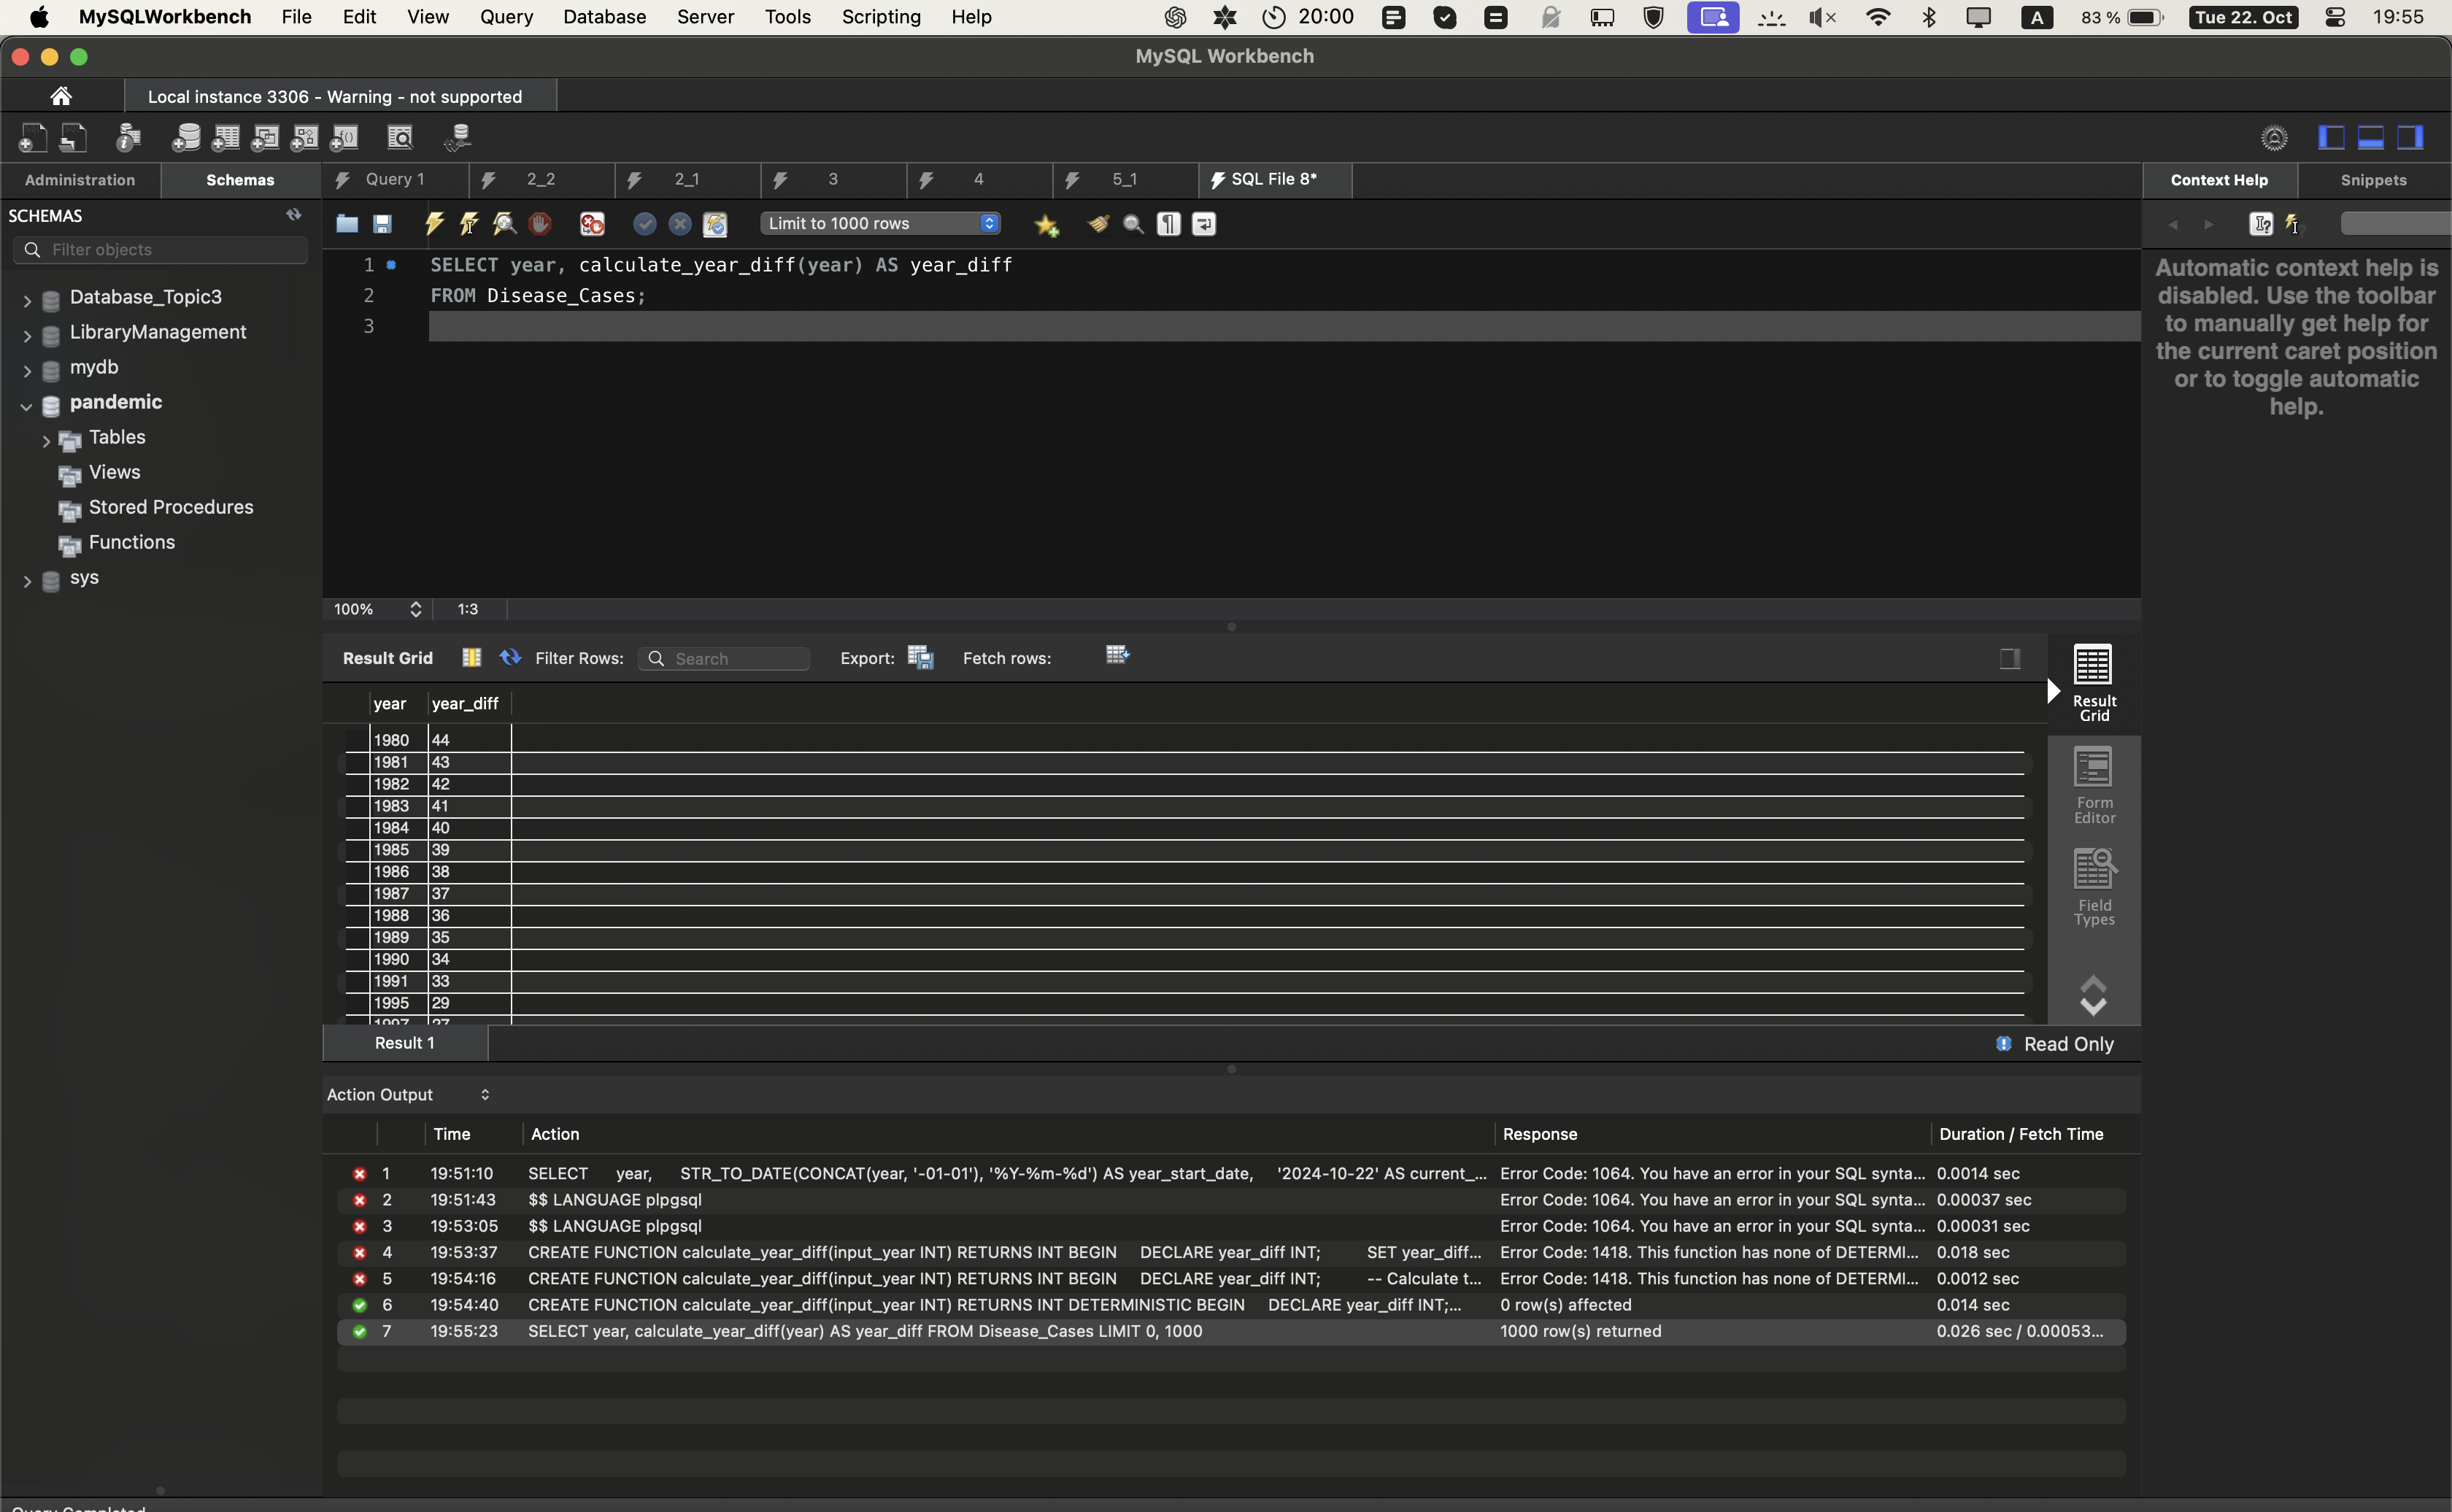 MySQLWorkbench File Edit View Query Database Server Tools Scripting Help 20:00 A 83 % Tue 22. Oct 19:55
MySQL Workbench
Local instance 3306 - Warning - not supported
Administration Schemas Query 1 2_2 2_1 3 4 5_1 SQL File 8* Context Help Snippets
SCHEMAS
Filter objects
Database_Topic3
LibraryManagement
mydb
pandemic
Tables
Views
Stored Procedures
Functions
sys
Limit to 1000 rows
1 SELECT year, calculate_year_diff(year) AS year_diff
2 FROM Disease_Cases;
3
100% 1:3
Automatic context help is
disabled. Use the toolbar
to manually get help for
the current caret position
or to toggle automatic
help.
Result Grid Filter Rows: Search Export: Fetch rows:
year year_diff
1980 44
1981 43
1982 42
1983 41
1984 40
1985 39
1986 38
1987 37
1988 36
1989 35
1990 34
1991 33
1995 29
1997 27
Result
Grid
Form
Editor
Field
Types
Result 1 Read Only
Action Output
Time Action Response Duration / Fetch Time
1 19:51:10 SELECT year, STR_TO_DATE(CONCAT(year, '-01-01'), '%Y-%m-%d') AS year_start_date, '2024-10-22' AS current_... Error Code: 1064. You have an error in your SQL synta... 0.0014 sec
2 19:51:43 $$ LANGUAGE plpgsql Error Code: 1064. You have an error in your SQL synta... 0.00037 sec
3 19:53:05 $$ LANGUAGE plpgsql Error Code: 1064. You have an error in your SQL synta... 0.00031 sec
4 19:53:37 CREATE FUNCTION calculate_year_diff(input_year INT) RETURNS INT BEGIN DECLARE year_diff INT; SET year_diff... Error Code: 1418. This function has none of DETERMI... 0.018 sec
5 19:54:16 CREATE FUNCTION calculate_year_diff(input_year INT) RETURNS INT BEGIN DECLARE year_diff INT; -- Calculate t... Error Code: 1418. This function has none of DETERMI... 0.0012 sec
6 19:54:40 CREATE FUNCTION calculate_year_diff(input_year INT) RETURNS INT DETERMINISTIC BEGIN DECLARE year_diff INT;... 0 row(s) affected 0.014 sec
7 19:55:23 SELECT year, calculate_year_diff(year) AS year_diff FROM Disease_Cases LIMIT 0, 1000 1000 row(s) returned 0.026 sec / 0.00053...
Query Completed